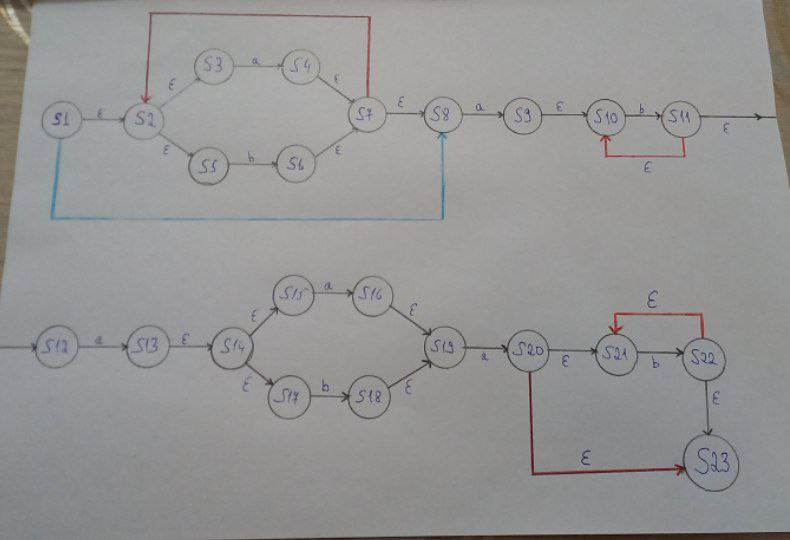 S3 a S4
ε ε
S1 ε S2 S7 ε S8 a S9 ε S10 b S11 ε
ε ε
S5 b S6
ε
ε
S15 a S16
ε ε
S12 a S13 ε S14 S19 a S20 ε S21 b S22
ε ε
S17 b S18
ε
ε S23